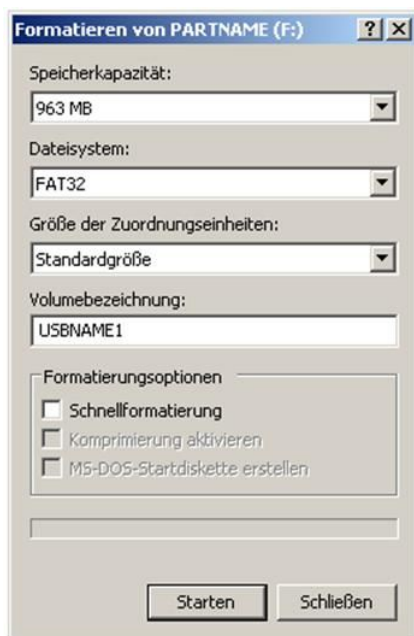 Formatieren von PARTNAME (F:)
Speicherkapazität:
963 MB
Dateisystem:
FAT32
Größe der Zuordnungseinheiten:
Standardgröße
Volumebezeichnung:
USBNAME1
Formatierungsoptionen
Schnellformatierung
Komprimierung aktivieren
MS-DOS-Startdiskette erstellen
Starten
Schließen